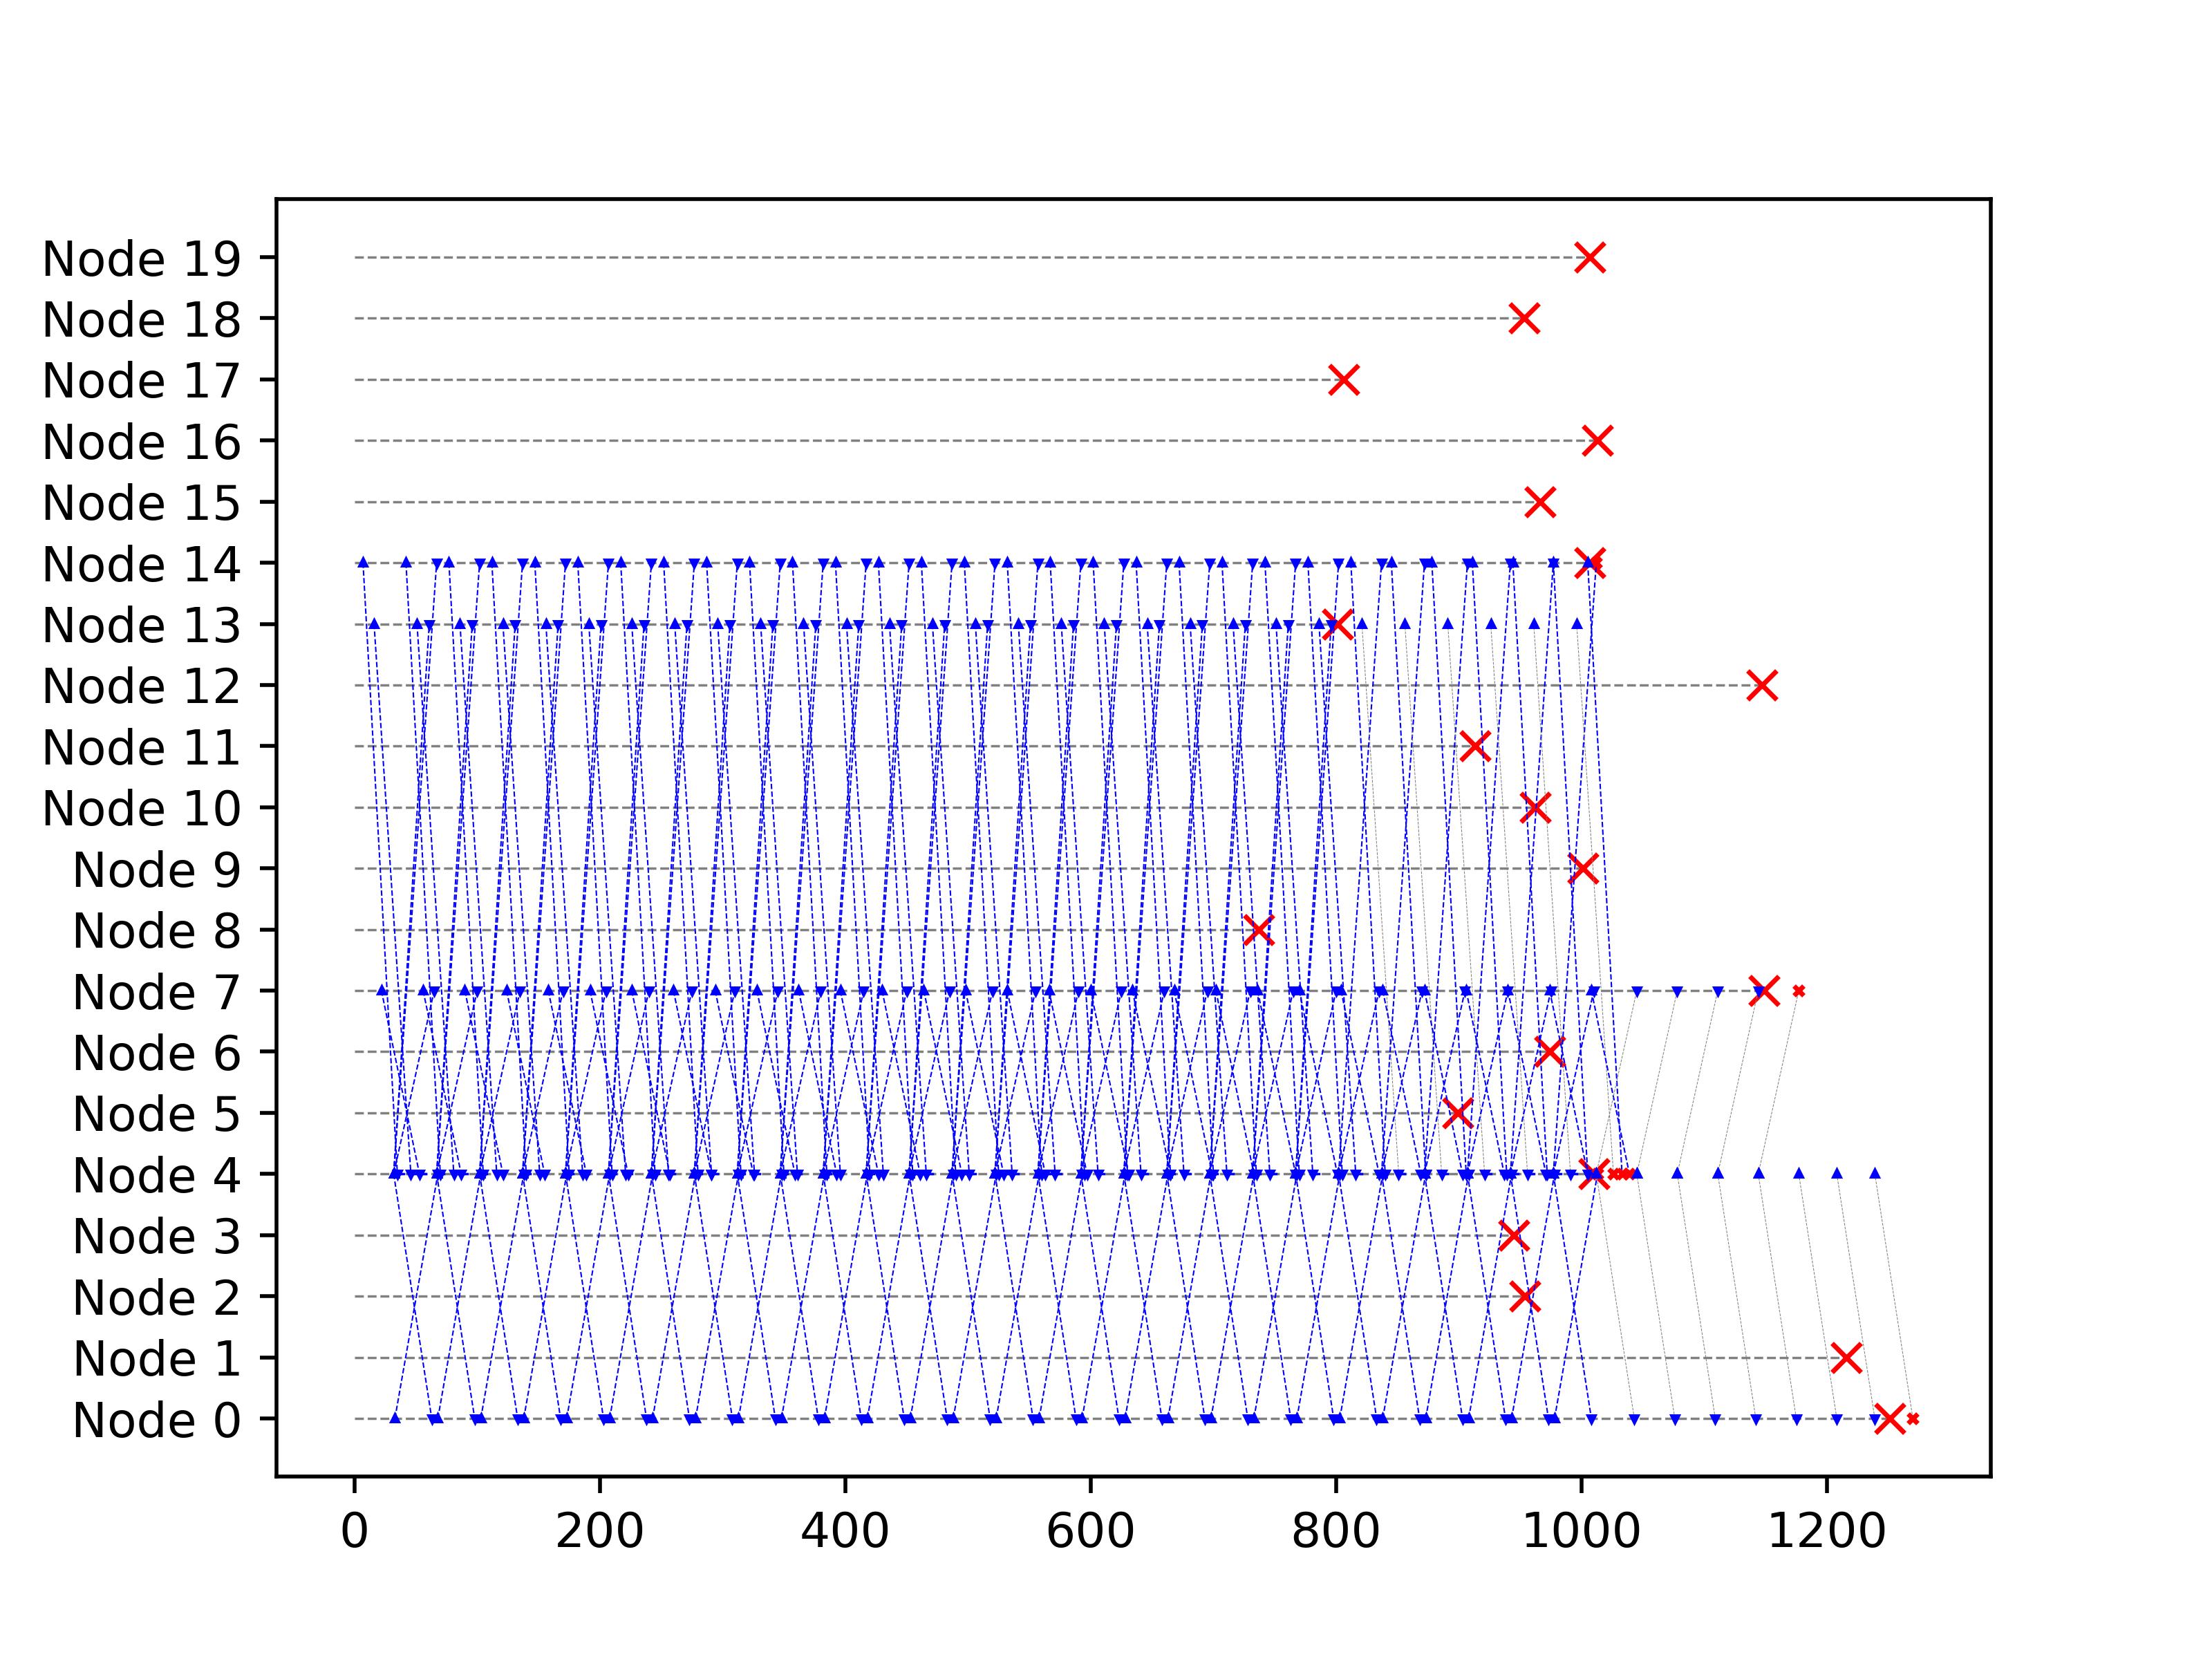 Node 19
Node 18
Node 17
Node 16
Node 15
Node 14
Node 13
Node 12
Node 11
Node 10
Node 9
Node 8
Node 7
Node 6
Node 5
Node 4
Node 3
Node 2
Node 1
Node 0
0 200 400 600 800 1000 1200